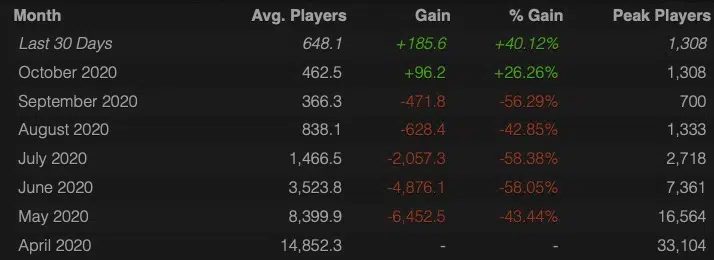 Month Avg. Players Gain % Gain Peak Players
Last 30 Days 648.1 +185.6 +40.12% 1,308
October 2020 462.5 +96.2 +26.26% 1,308
September 2020 366.3 -471.8 -56.29% 700
August 2020 838.1 -628.4 -42.85% 1,333
July 2020 1,466.5 -2,057.3 -58.38% 2,718
June 2020 3,523.8 -4,876.1 -58.05% 7,361
May 2020 8,399.9 -6,452.5 -43.44% 16,564
April 2020 14,852.3 - - 33,104